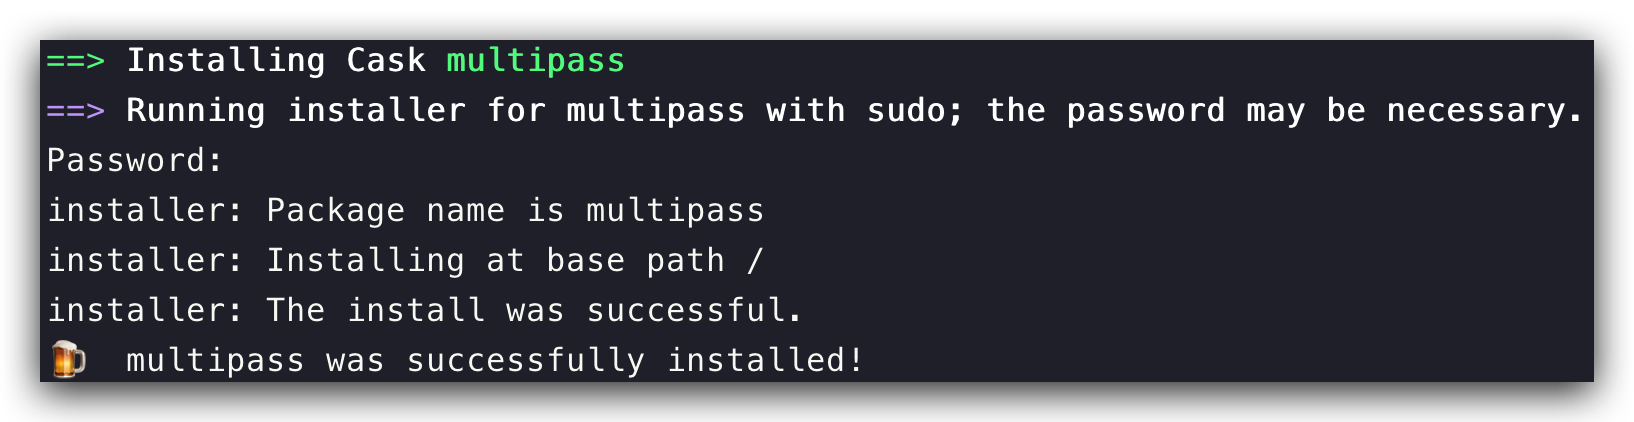 ==> Installing Cask multipass
==> Running installer for multipass with sudo; the password may be necessary.
Password:
installer: Package name is multipass
installer: Installing at base path /
installer: The install was successful.
🍺  multipass was successfully installed!